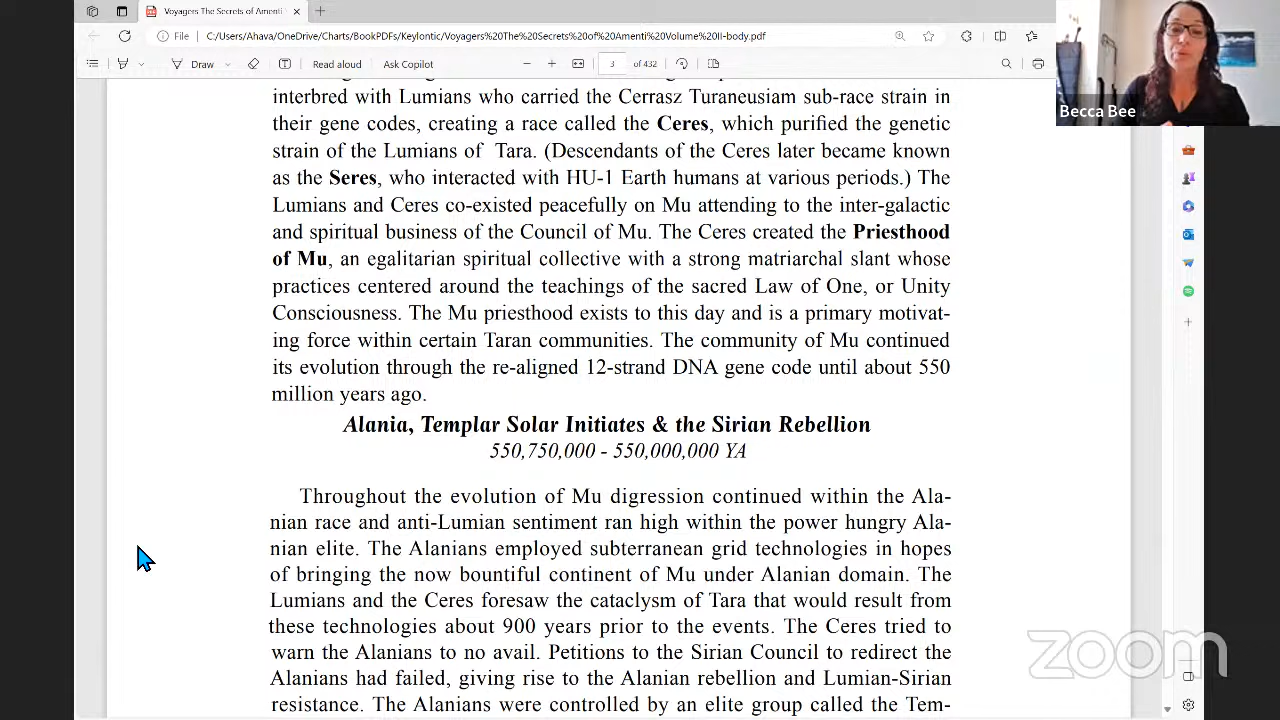 Voyagers The Secrets of Amenti
File
C:/Users/Ahava/OneDrive/Charts/BookPDFs/Keylontic/Voyagers%20The%20Secrets%20of%20Amenti%20Volume%20II-body.pdf
Draw
Read aloud
Ask Copilot
3
of 432
Becca Bee
interbred with Lumians who carried the Cerrasz Turaneusiam sub-race strain in
their gene codes, creating a race called the Ceres, which purified the genetic
strain of the Lumians of Tara. (Descendants of the Ceres later became known
as the Seres, who interacted with HU-1 Earth humans at various periods.) The
Lumians and Ceres co-existed peacefully on Mu attending to the inter-galactic
and spiritual business of the Council of Mu. The Ceres created the Priesthood
of Mu, an egalitarian spiritual collective with a strong matriarchal slant whose
practices centered around the teachings of the sacred Law of One, or Unity
Consciousness. The Mu priesthood exists to this day and is a primary motivat-
ing force within certain Taran communities. The community of Mu continued
its evolution through the re-aligned 12-strand DNA gene code until about 550
million years ago.
Alania, Templar Solar Initiates & the Sirian Rebellion
550,750,000 - 550,000,000 YA
Throughout the evolution of Mu digression continued within the Ala-
nian race and anti-Lumian sentiment ran high within the power hungry Ala-
nian elite. The Alanians employed subterranean grid technologies in hopes
of bringing the now bountiful continent of Mu under Alanian domain. The
Lumians and the Ceres foresaw the cataclysm of Tara that would result from
these technologies about 900 years prior to the events. The Ceres tried to
warn the Alanians to no avail. Petitions to the Sirian Council to redirect the
Alanians had failed, giving rise to the Alanian rebellion and Lumian-Sirian
resistance. The Alanians were controlled by an elite group called the Tem-
zoom